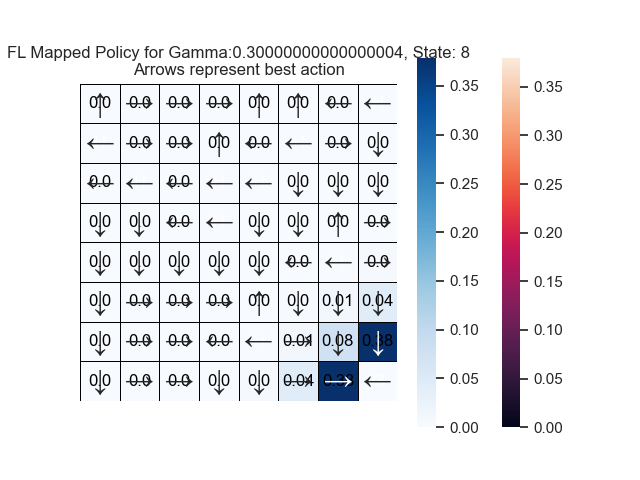 FL Mapped Policy for Gamma:0.30000000000000004, State: 8
Arrows represent best action
0.0 0.0 0.0 0.0 0.0 0.0 0.0
0.0 0.0 0.0 0.0 0.0 0.0
0.0 0.0 0.0 0.0 0.0
0.0 0.0 0.0 0.0 0.0 0.0 0.0
0.0 0.0 0.0 0.0 0.0 0.0 0.0
0.0 0.0 0.0 0.0 0.0 0.0 0.01 0.04
0.0 0.0 0.0 0.0 0.01 0.08 0.38
0.0 0.0 0.0 0.0 0.0 0.04 0.38
0.35
0.30
0.25
0.20
0.15
0.10
0.05
0.00
0.35
0.30
0.25
0.20
0.15
0.10
0.05
0.00